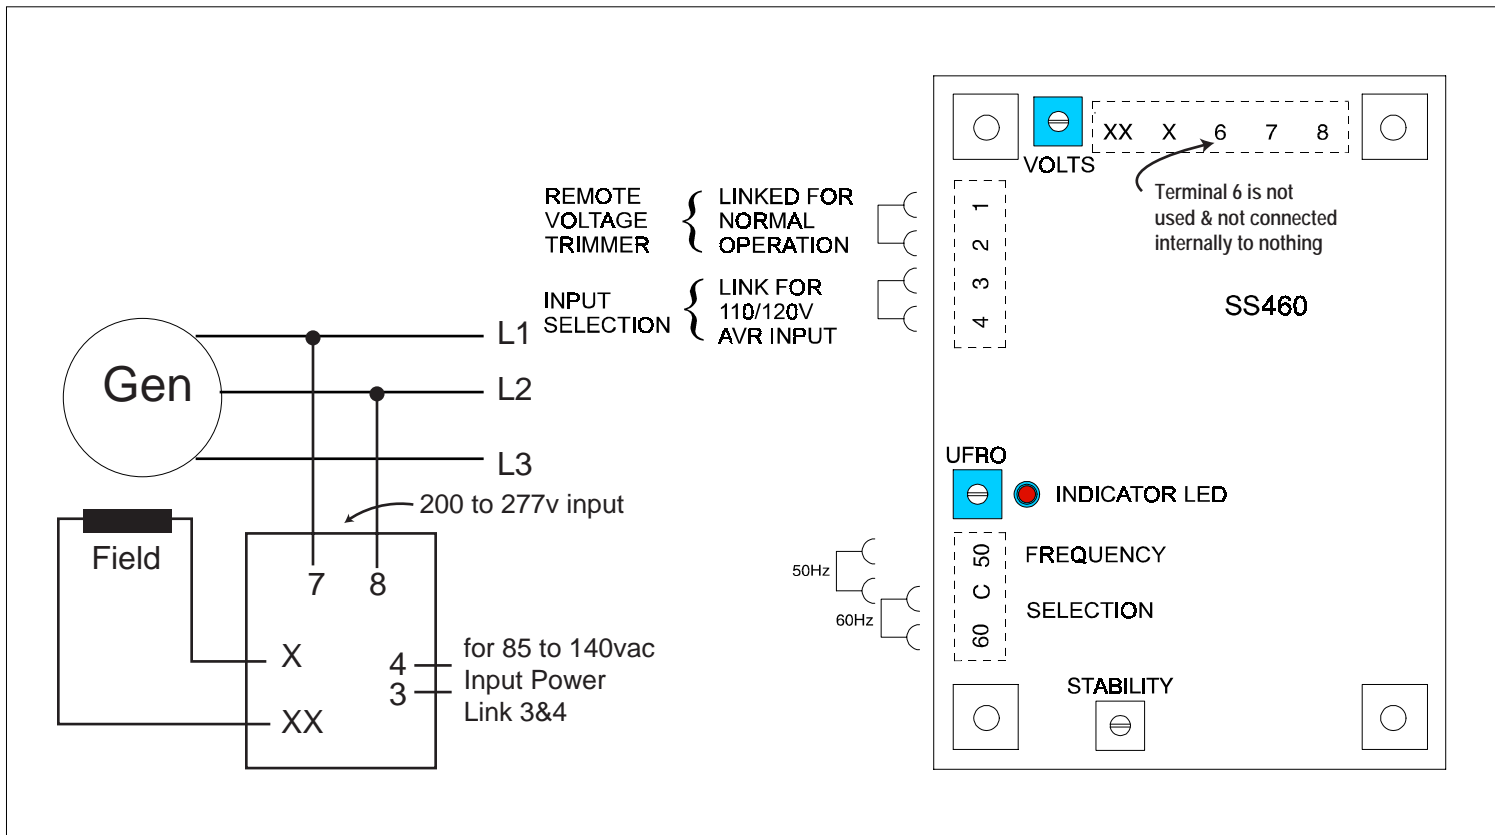 XX X 6 7 8
VOLTS
Terminal 6 is not
used & not connected
internally to nothing
REMOTE
VOLTAGE
TRIMMER
{
LINKED FOR
NORMAL
OPERATION
1
2
3
4
INPUT
SELECTION
{
LINK FOR
110/120V
AVR INPUT
SS460
Gen
L1
L2
L3
200 to 277v input
Field
7 8
X
XX
4
3
for 85 to 140vac
Input Power
Link 3&4
UFRO
INDICATOR LED
50Hz
60Hz
50
C
60
FREQUENCY
SELECTION
STABILITY